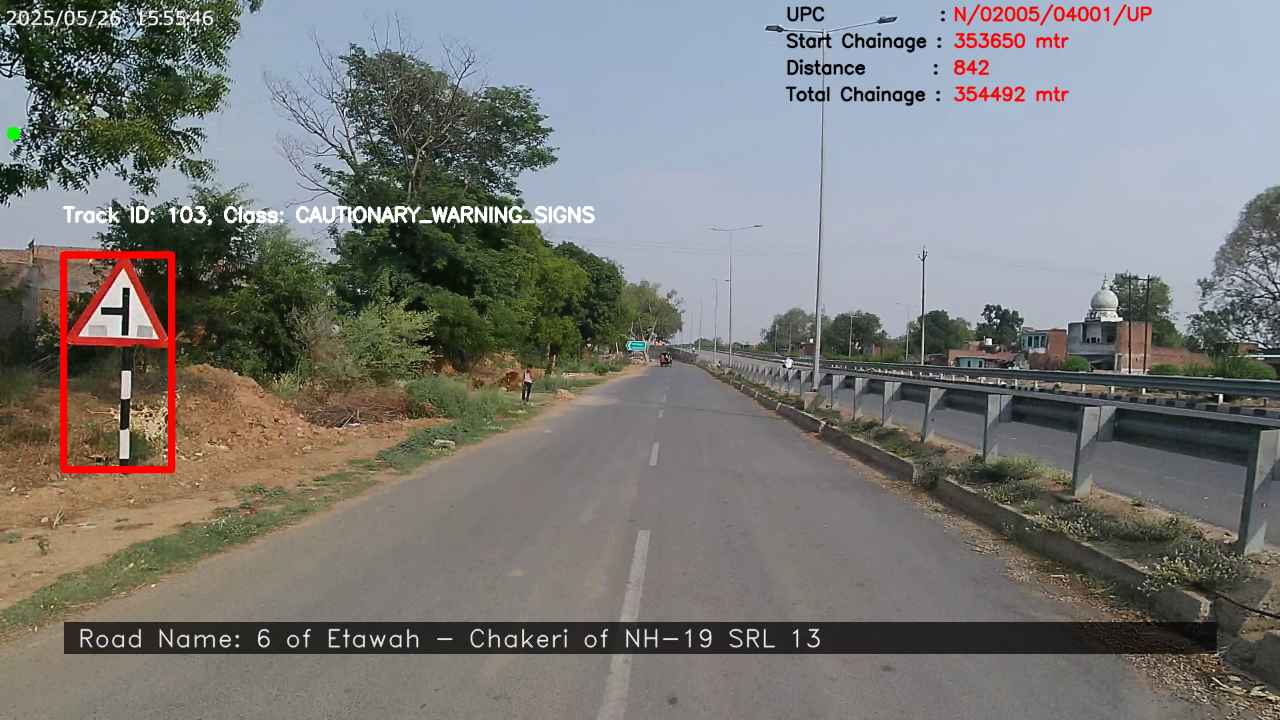 2025/05/26 15:55:46
UPC : N/02005/04001/UP
Start Chainage : 353650 mtr
Distance : 842
Total Chainage : 354492 mtr
Track ID: 103, Class: CAUTIONARY_WARNING_SIGNS
Road Name: 6 of Etawah - Chakeri of NH-19 SRL 13